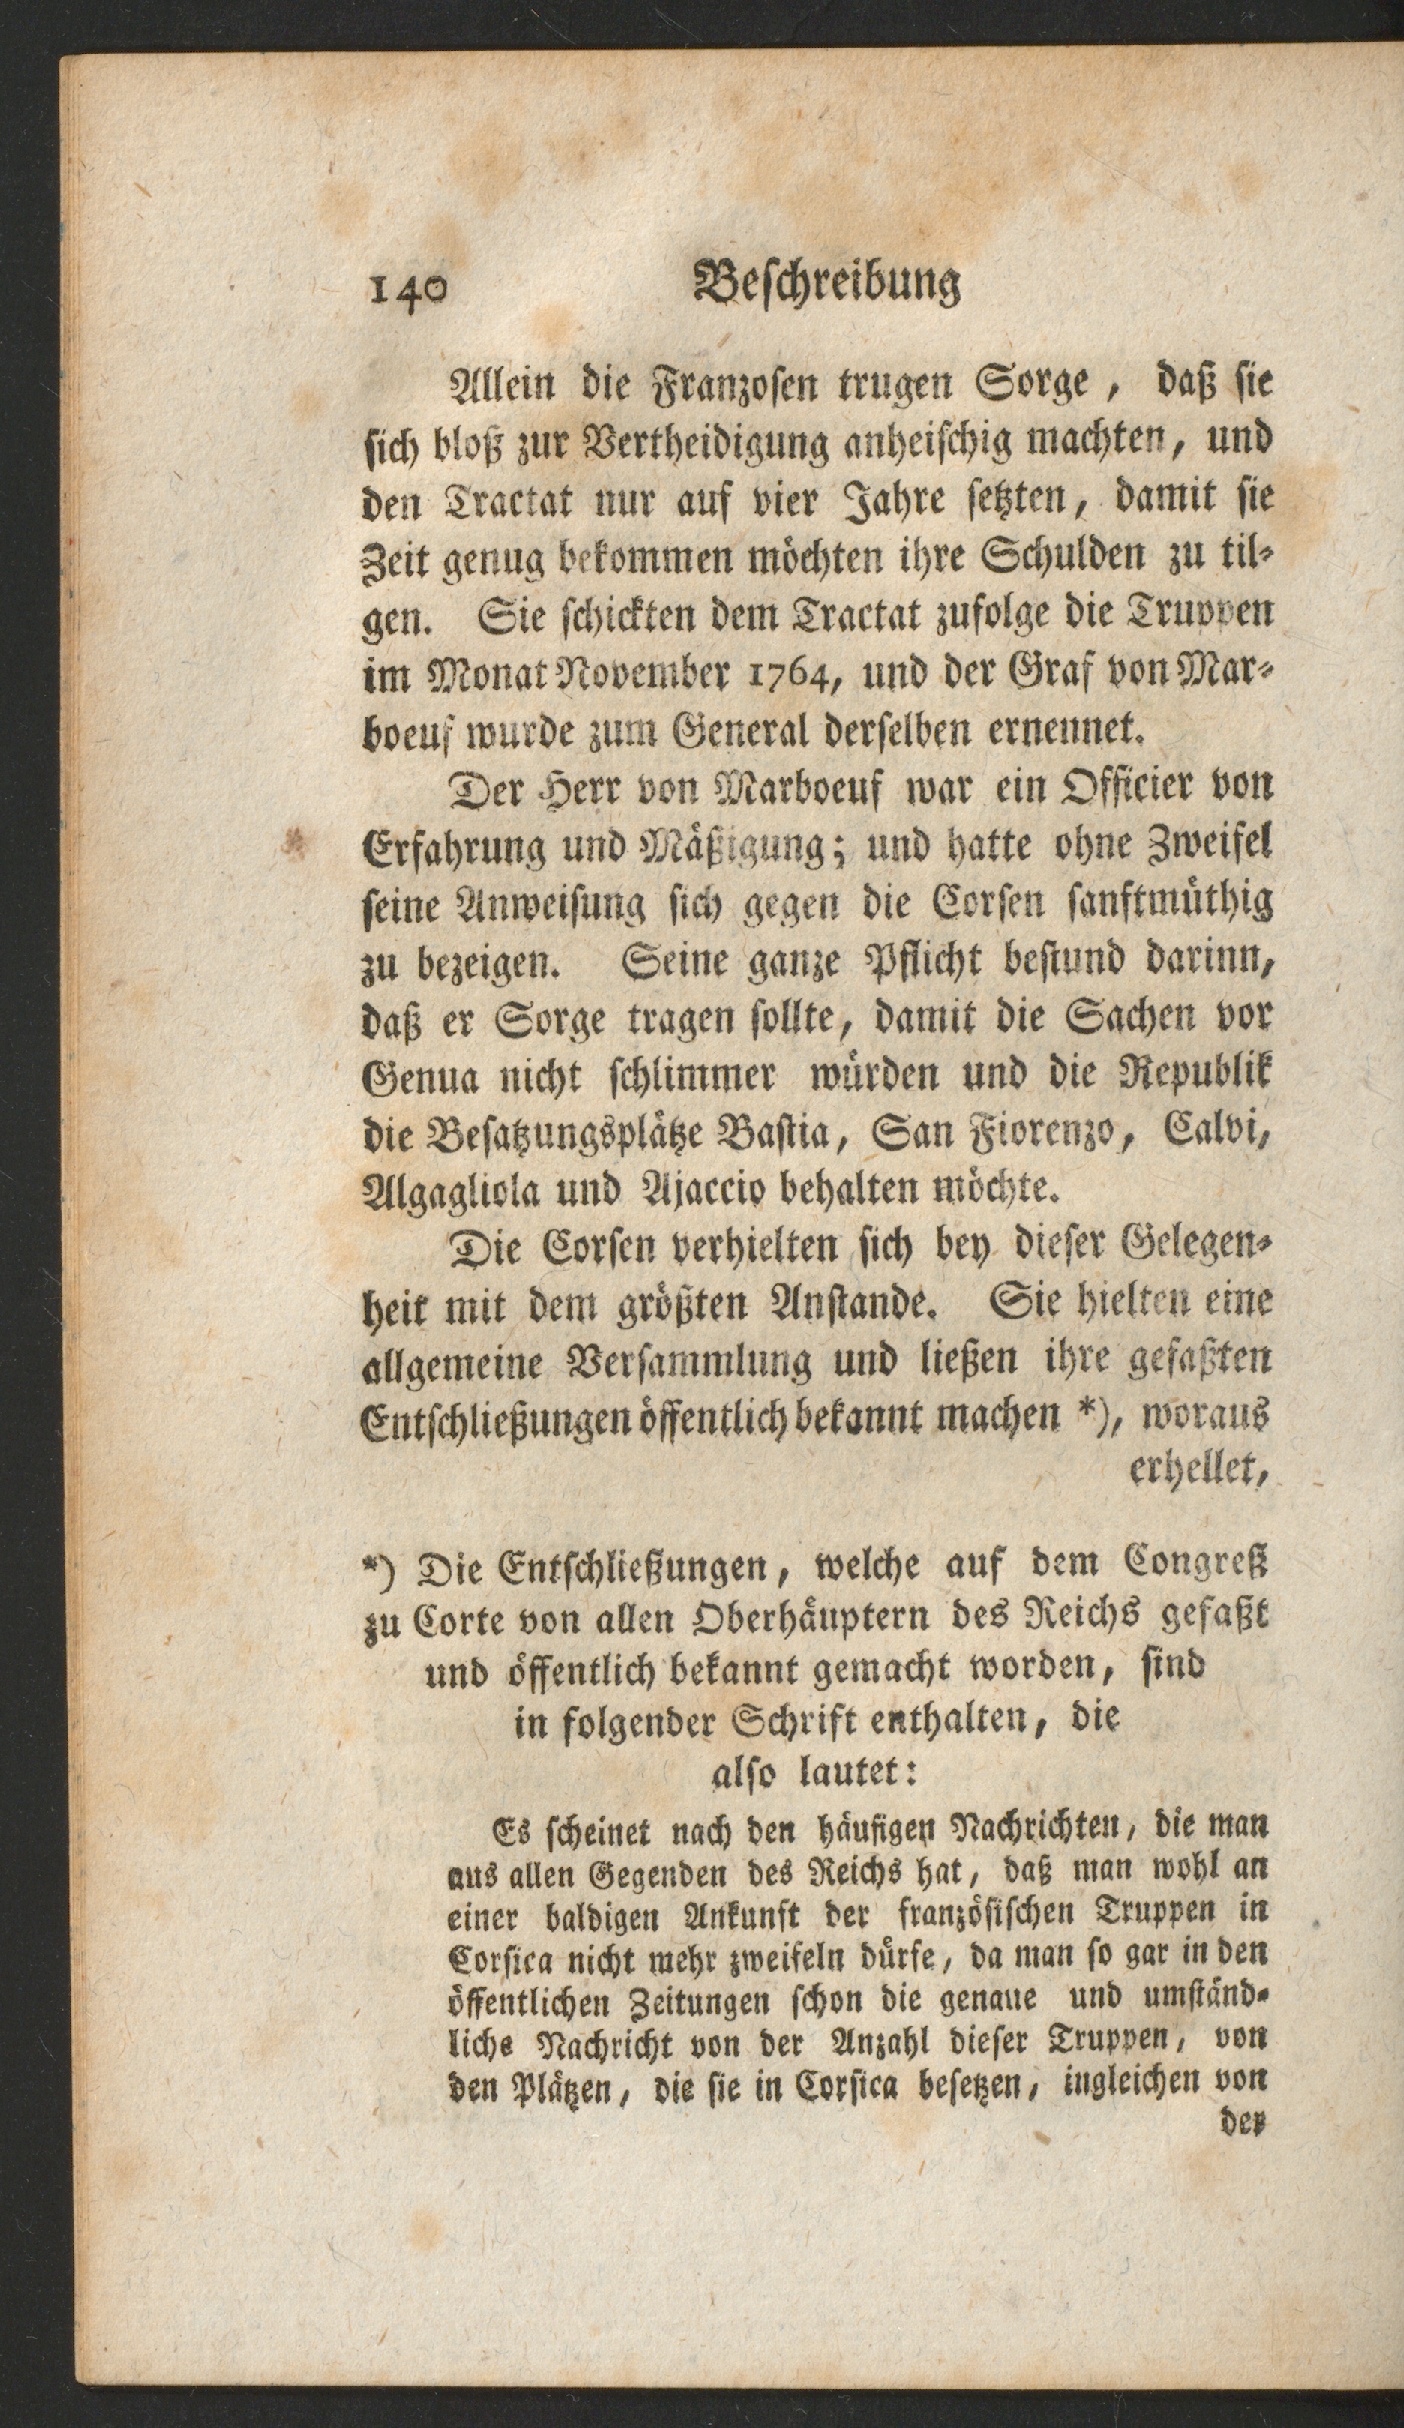 140 Beschreibung
Allein die Franzosen trugen Sorge, daß sie
sich bloß zur Vertheidigung anheischig machten, und
den Tractat nur auf vier Jahre setzten, damit sie
Zeit genug bekommen möchten ihre Schulden zu til-
gen. Sie schickten dem Tractat zufolge die Truppen
im Monat November 1764, und der Graf von Mar-
boeuf wurde zum General derselben ernennet.
Der Herr von Marboeuf war ein Officier von
Erfahrung und Mäßigung; und hatte ohne Zweifel
seine Anweisung sich gegen die Corsen sanftmüthig
zu bezeigen. Seine ganze Pflicht bestund darinn,
daß er Sorge tragen sollte, damit die Sachen vor
Genua nicht schlimmer würden und die Republik
die Besatzungsplätze Bastia, San Fiorenzo, Calvi,
Algagliola und Ajaccio behalten möchte.
Die Corsen verhielten sich bey dieser Gelegen-
heit mit dem größten Anstande. Sie hielten eine
allgemeine Versammlung und ließen ihre gefaßten
Entschließungen öffentlich bekannt machen *), woraus
erhellet,
*) Die Entschließungen, welche auf dem Congreß
zu Corte von allen Oberhäuptern des Reichs gefaßt
und öffentlich bekannt gemacht worden, sind
in folgender Schrift enthalten, die
also lautet:
Es scheinet nach den häufigen Nachrichten, die man
aus allen Gegenden des Reichs hat, daß man wohl an
einer baldigen Ankunft der französischen Truppen in
Corsica nicht mehr zweifeln dürfe, da man so gar in den
öffentlichen Zeitungen schon die genaue und umständ-
liche Nachricht von der Anzahl dieser Truppen, von
den Plätzen, die sie in Corsica besetzen, ingleichen von
der